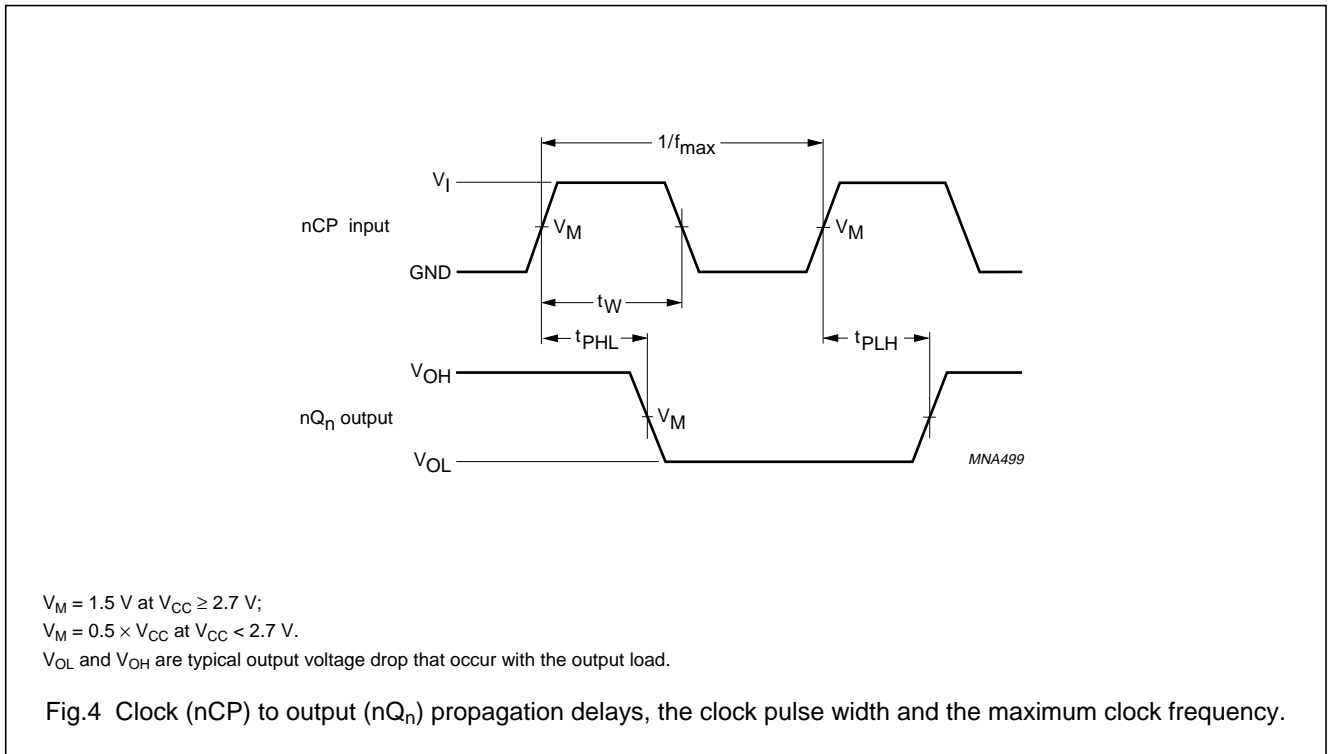 1/fmax
VI
nCP input
VM
VM
GND
tW
tPHL
tPLH
VOH
nQn output
VM
VOL
MNA499
VM = 1.5 V at VCC ≥ 2.7 V;
VM = 0.5 × VCC at VCC < 2.7 V.
VOL and VOH are typical output voltage drop that occur with the output load.
Fig.4 Clock (nCP) to output (nQn) propagation delays, the clock pulse width and the maximum clock frequency.